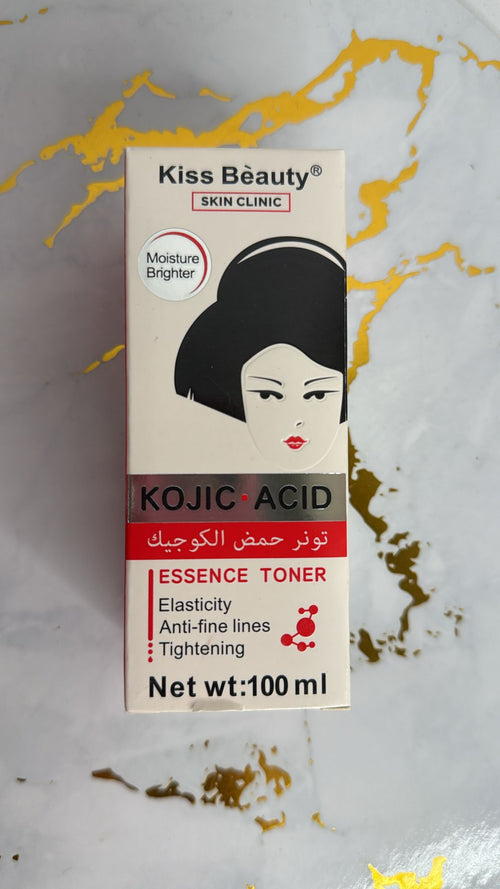 Kiss Bèauty®
SKIN CLINIC
Moisture
Brighter
KOJIC·ACID
تونر حمض الكوجيك
ESSENCE TONER
Elasticity
Anti-fine lines
Tightening
Net wt:100 ml